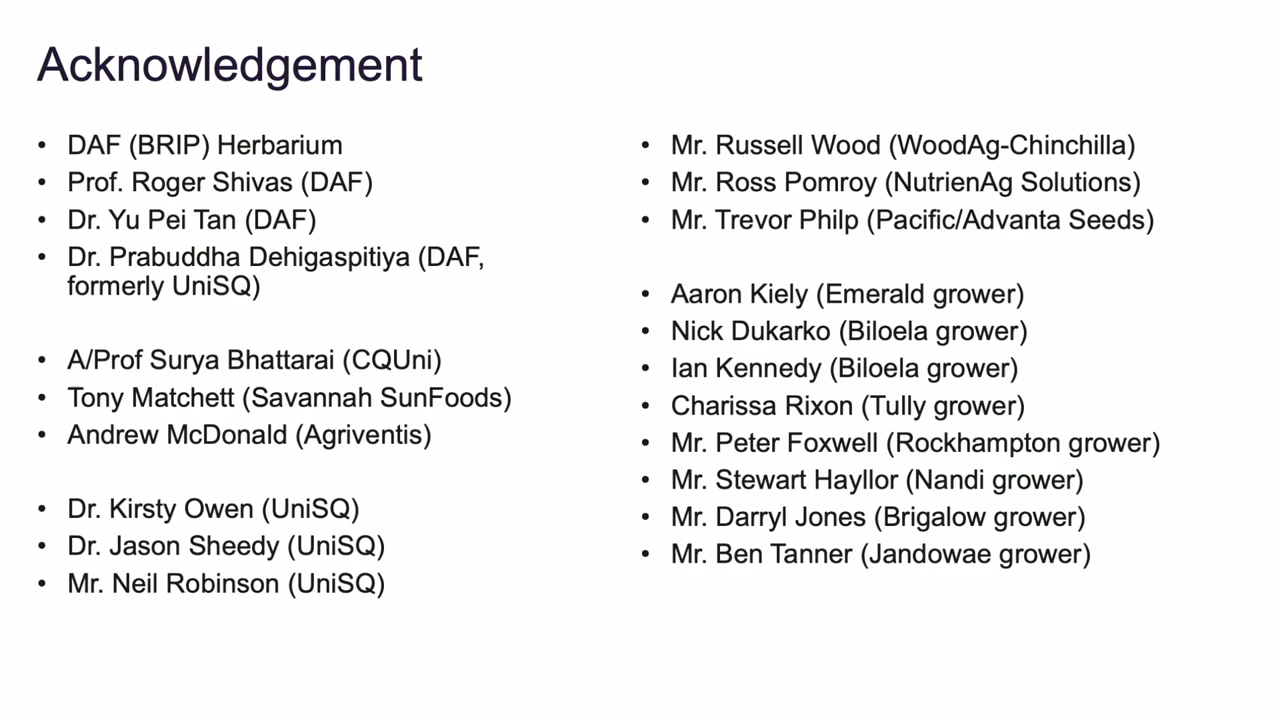 Acknowledgement
• DAF (BRIP) Herbarium
• Prof. Roger Shivas (DAF)
• Dr. Yu Pei Tan (DAF)
• Dr. Prabuddha Dehigaspitiya (DAF,
formerly UniSQ)
• A/Prof Surya Bhattarai (CQUni)
• Tony Matchett (Savannah SunFoods)
• Andrew McDonald (Agriventis)
• Dr. Kirsty Owen (UniSQ)
• Dr. Jason Sheedy (UniSQ)
• Mr. Neil Robinson (UniSQ)
• Mr. Russell Wood (WoodAg-Chinchilla)
• Mr. Ross Pomroy (NutrienAg Solutions)
• Mr. Trevor Philp (Pacific/Advanta Seeds)
• Aaron Kiely (Emerald grower)
• Nick Dukarko (Biloela grower)
• Ian Kennedy (Biloela grower)
• Charissa Rixon (Tully grower)
• Mr. Peter Foxwell (Rockhampton grower)
• Mr. Stewart Hayllor (Nandi grower)
• Mr. Darryl Jones (Brigalow grower)
• Mr. Ben Tanner (Jandowae grower)